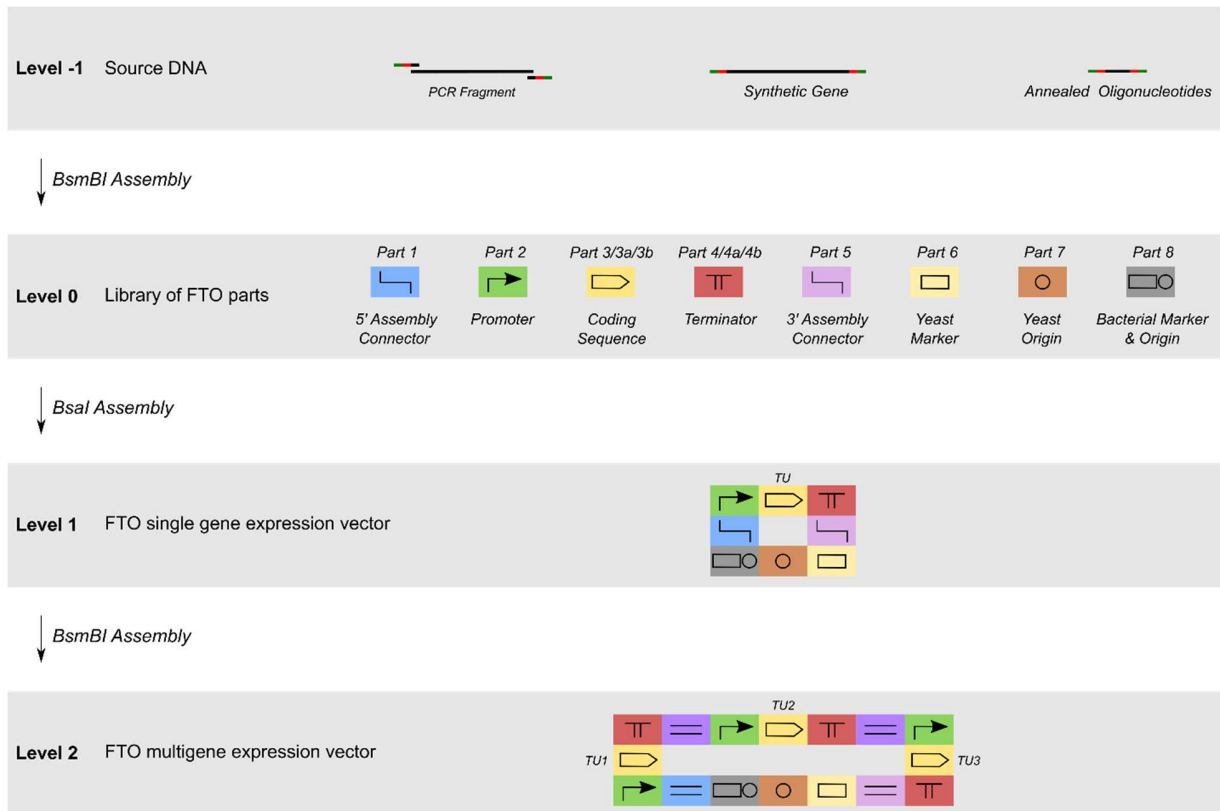 Level -1 Source DNA
PCR Fragment
Synthetic Gene
Annealed Oligonucleotides
BsmBI Assembly
Part 1 Part 2 Part 3/3a/3b Part 4/4a/4b Part 5 Part 6 Part 7 Part 8
Level 0 Library of FTO parts
5' Assembly Promoter Coding Terminator 3' Assembly Yeast Yeast Bacterial Marker
Connector Sequence Connector Marker Origin & Origin
BsaI Assembly
TU
Level 1 FTO single gene expression vector
BsmBI Assembly
TU2
Level 2 FTO multigene expression vector
TU1 TU3